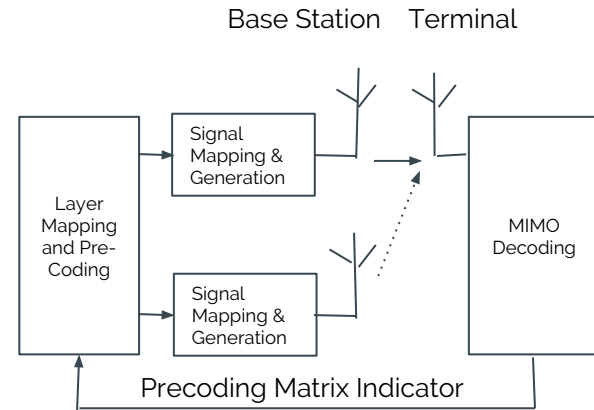 Base Station Terminal
Signal
Mapping &
Generation
Layer
Mapping
and Pre-
Coding
MIMO
Decoding
Signal
Mapping &
Generation
Precoding Matrix Indicator